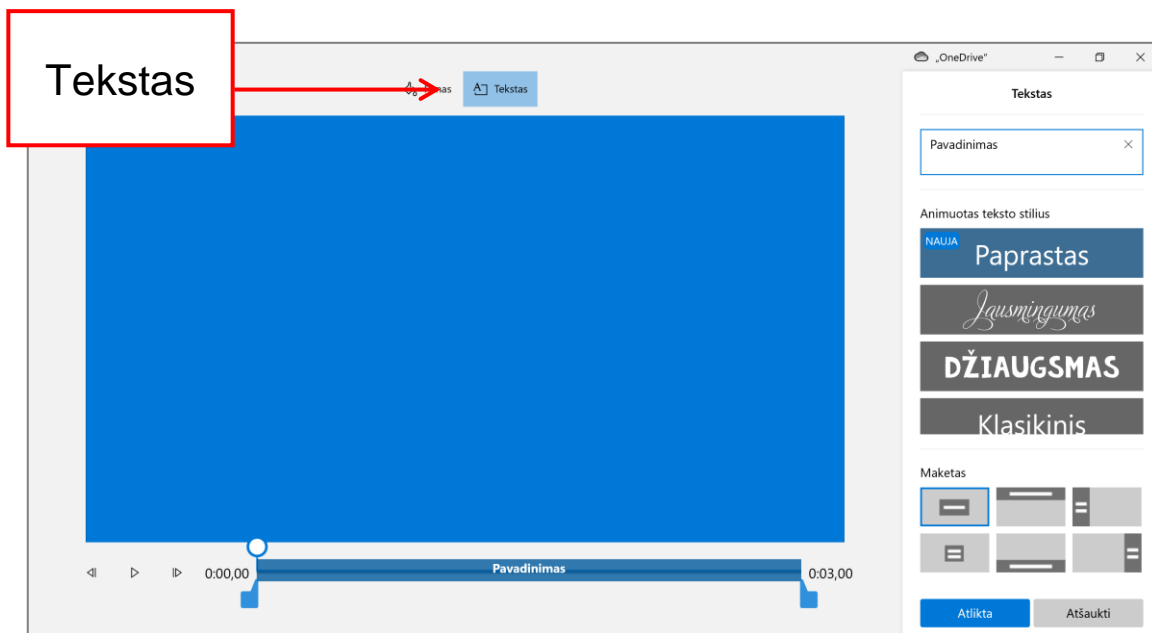 Tekstas
„OneDrive“
Tekstas
Tekstas
Pavadinimas
Animuotas teksto stilius
NAUJA
Paprastas
Jausmingumas
DŽIAUGSMAS
Klasikinis
Maketas
0:00,00
Pavadinimas
0:03,00
Atlikta
Atšaukti